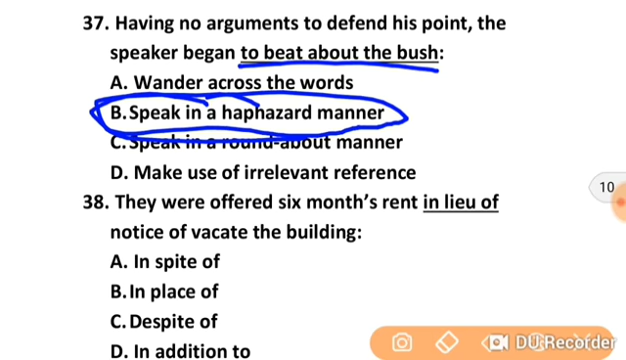 37. Having no arguments to defend his point, the
speaker began to beat about the bush:
A. Wander across the words
B. Speak in a haphazard manner
C. Speak in a round-about manner
D. Make use of irrelevant reference
10
38. They were offered six month's rent in lieu of
notice of vacate the building:
A. In spite of
B. In place of
C. Despite of
D. In addition to
DU Recorder